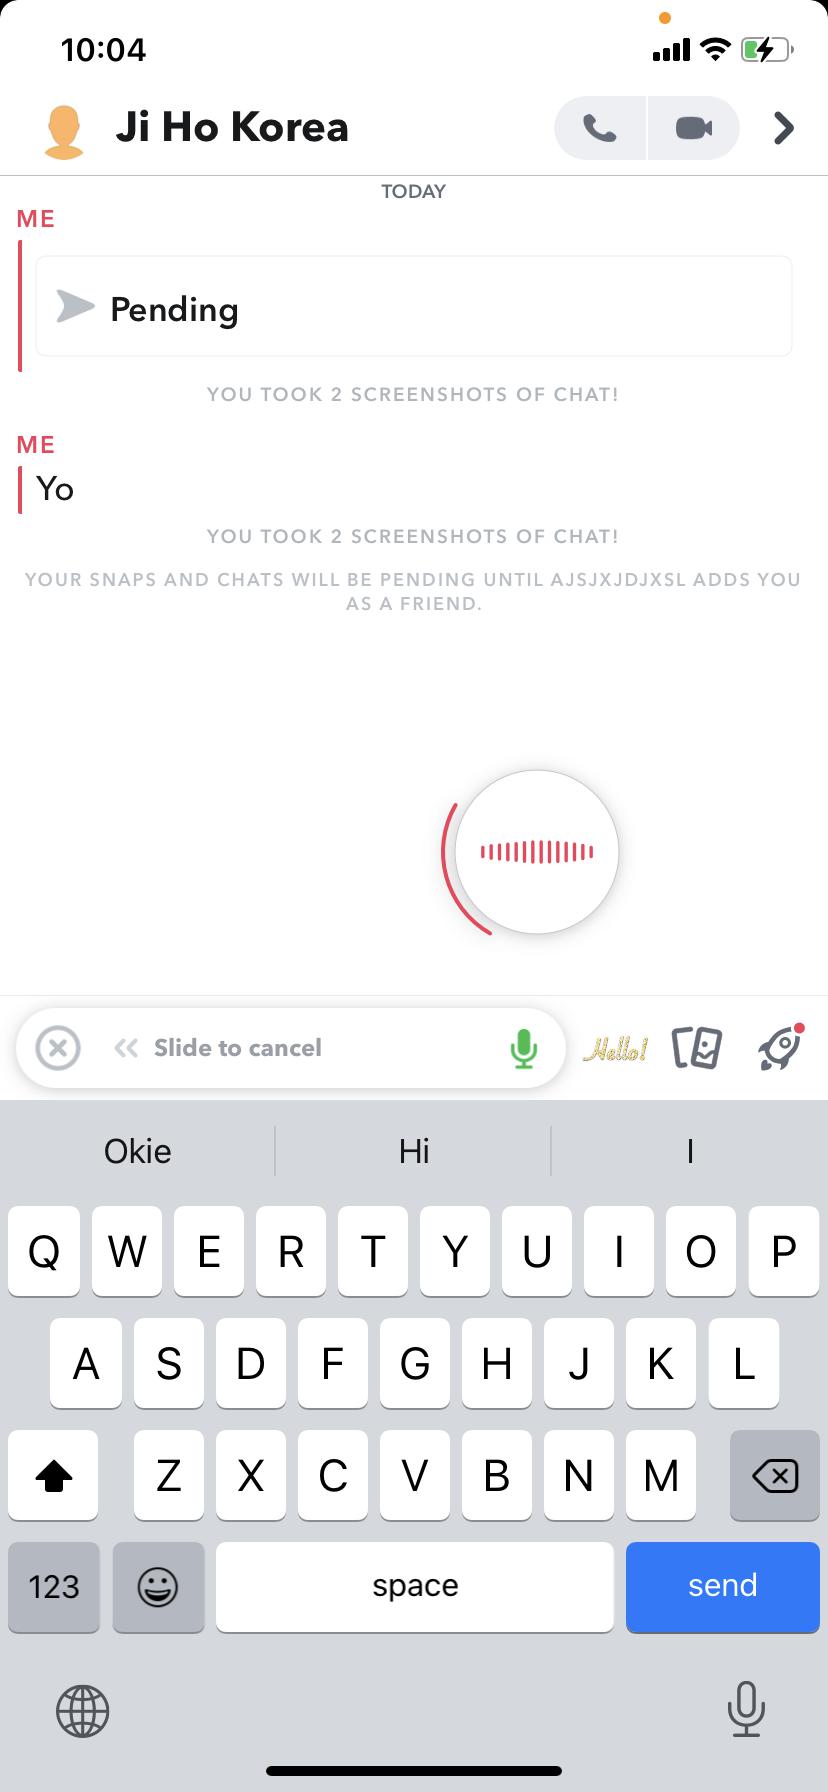 10:04
Ji Ho Korea
TODAY
ME
Pending
YOU TOOK 2 SCREENSHOTS OF CHAT!
ME
Yo
YOU TOOK 2 SCREENSHOTS OF CHAT!
YOUR SNAPS AND CHATS WILL BE PENDING UNTIL AJSJXJDJXSL ADDS YOU
AS A FRIEND.
Slide to cancel
Hello!
Okie Hi I
Q W E R T Y U I O P
A S D F G H J K L
Z X C V B N M
123 space send